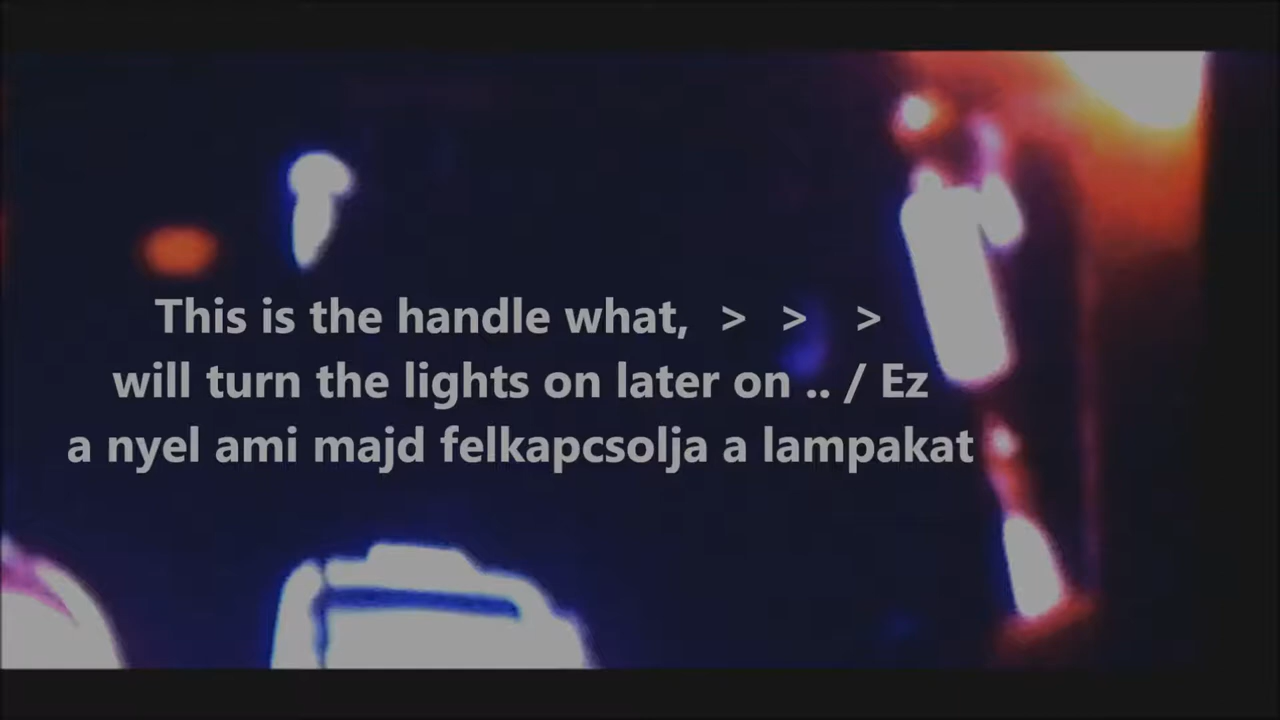 This is the handle what, > > >
will turn the lights on later on .. / Ez
a nyel ami majd felkapcsolja a lampakat